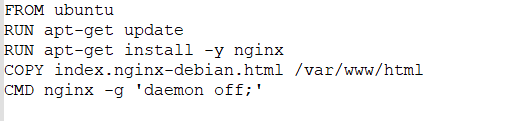 FROM ubuntu
RUN apt-get update
RUN apt-get install -y nginx
COPY index.nginx-debian.html /var/www/html
CMD nginx -g 'daemon off;'